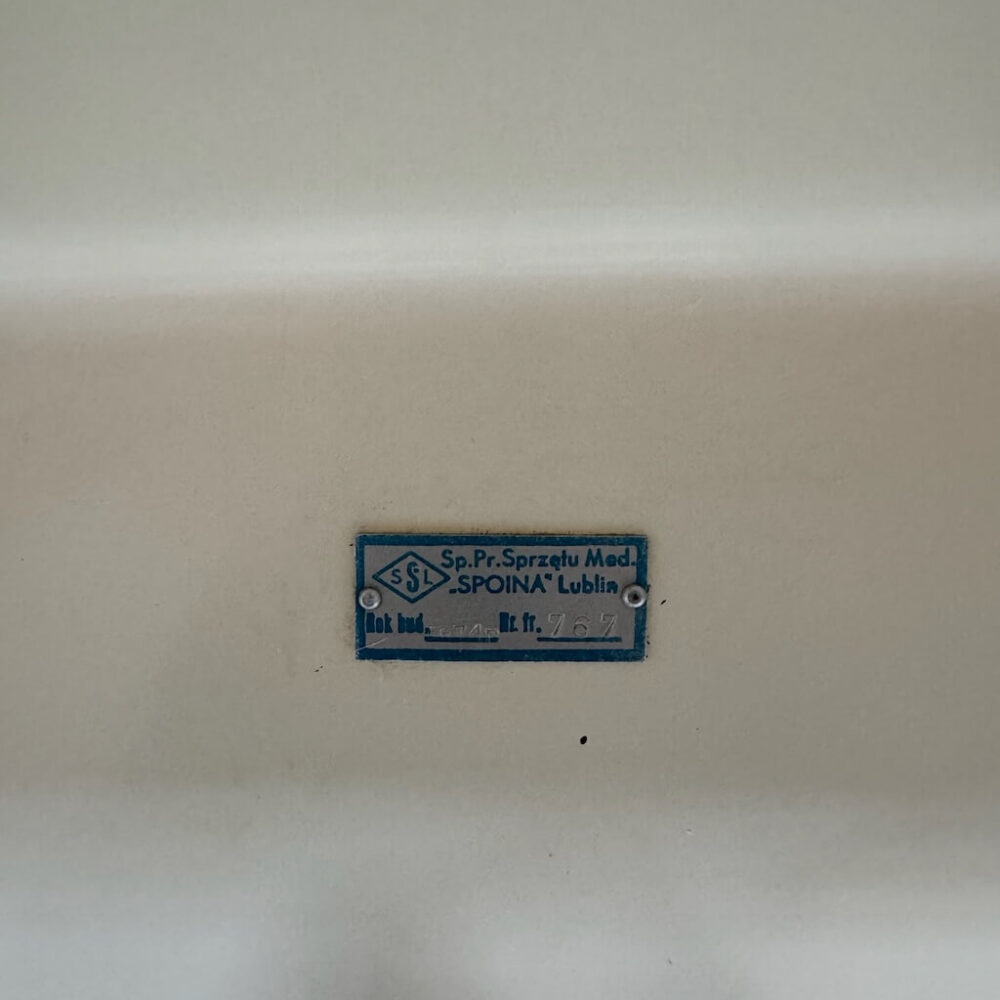 SSL
Sp.Pr.Sprzętu Med.
„SPOINA" Lublin
Rok bud. Nr. fr. 767